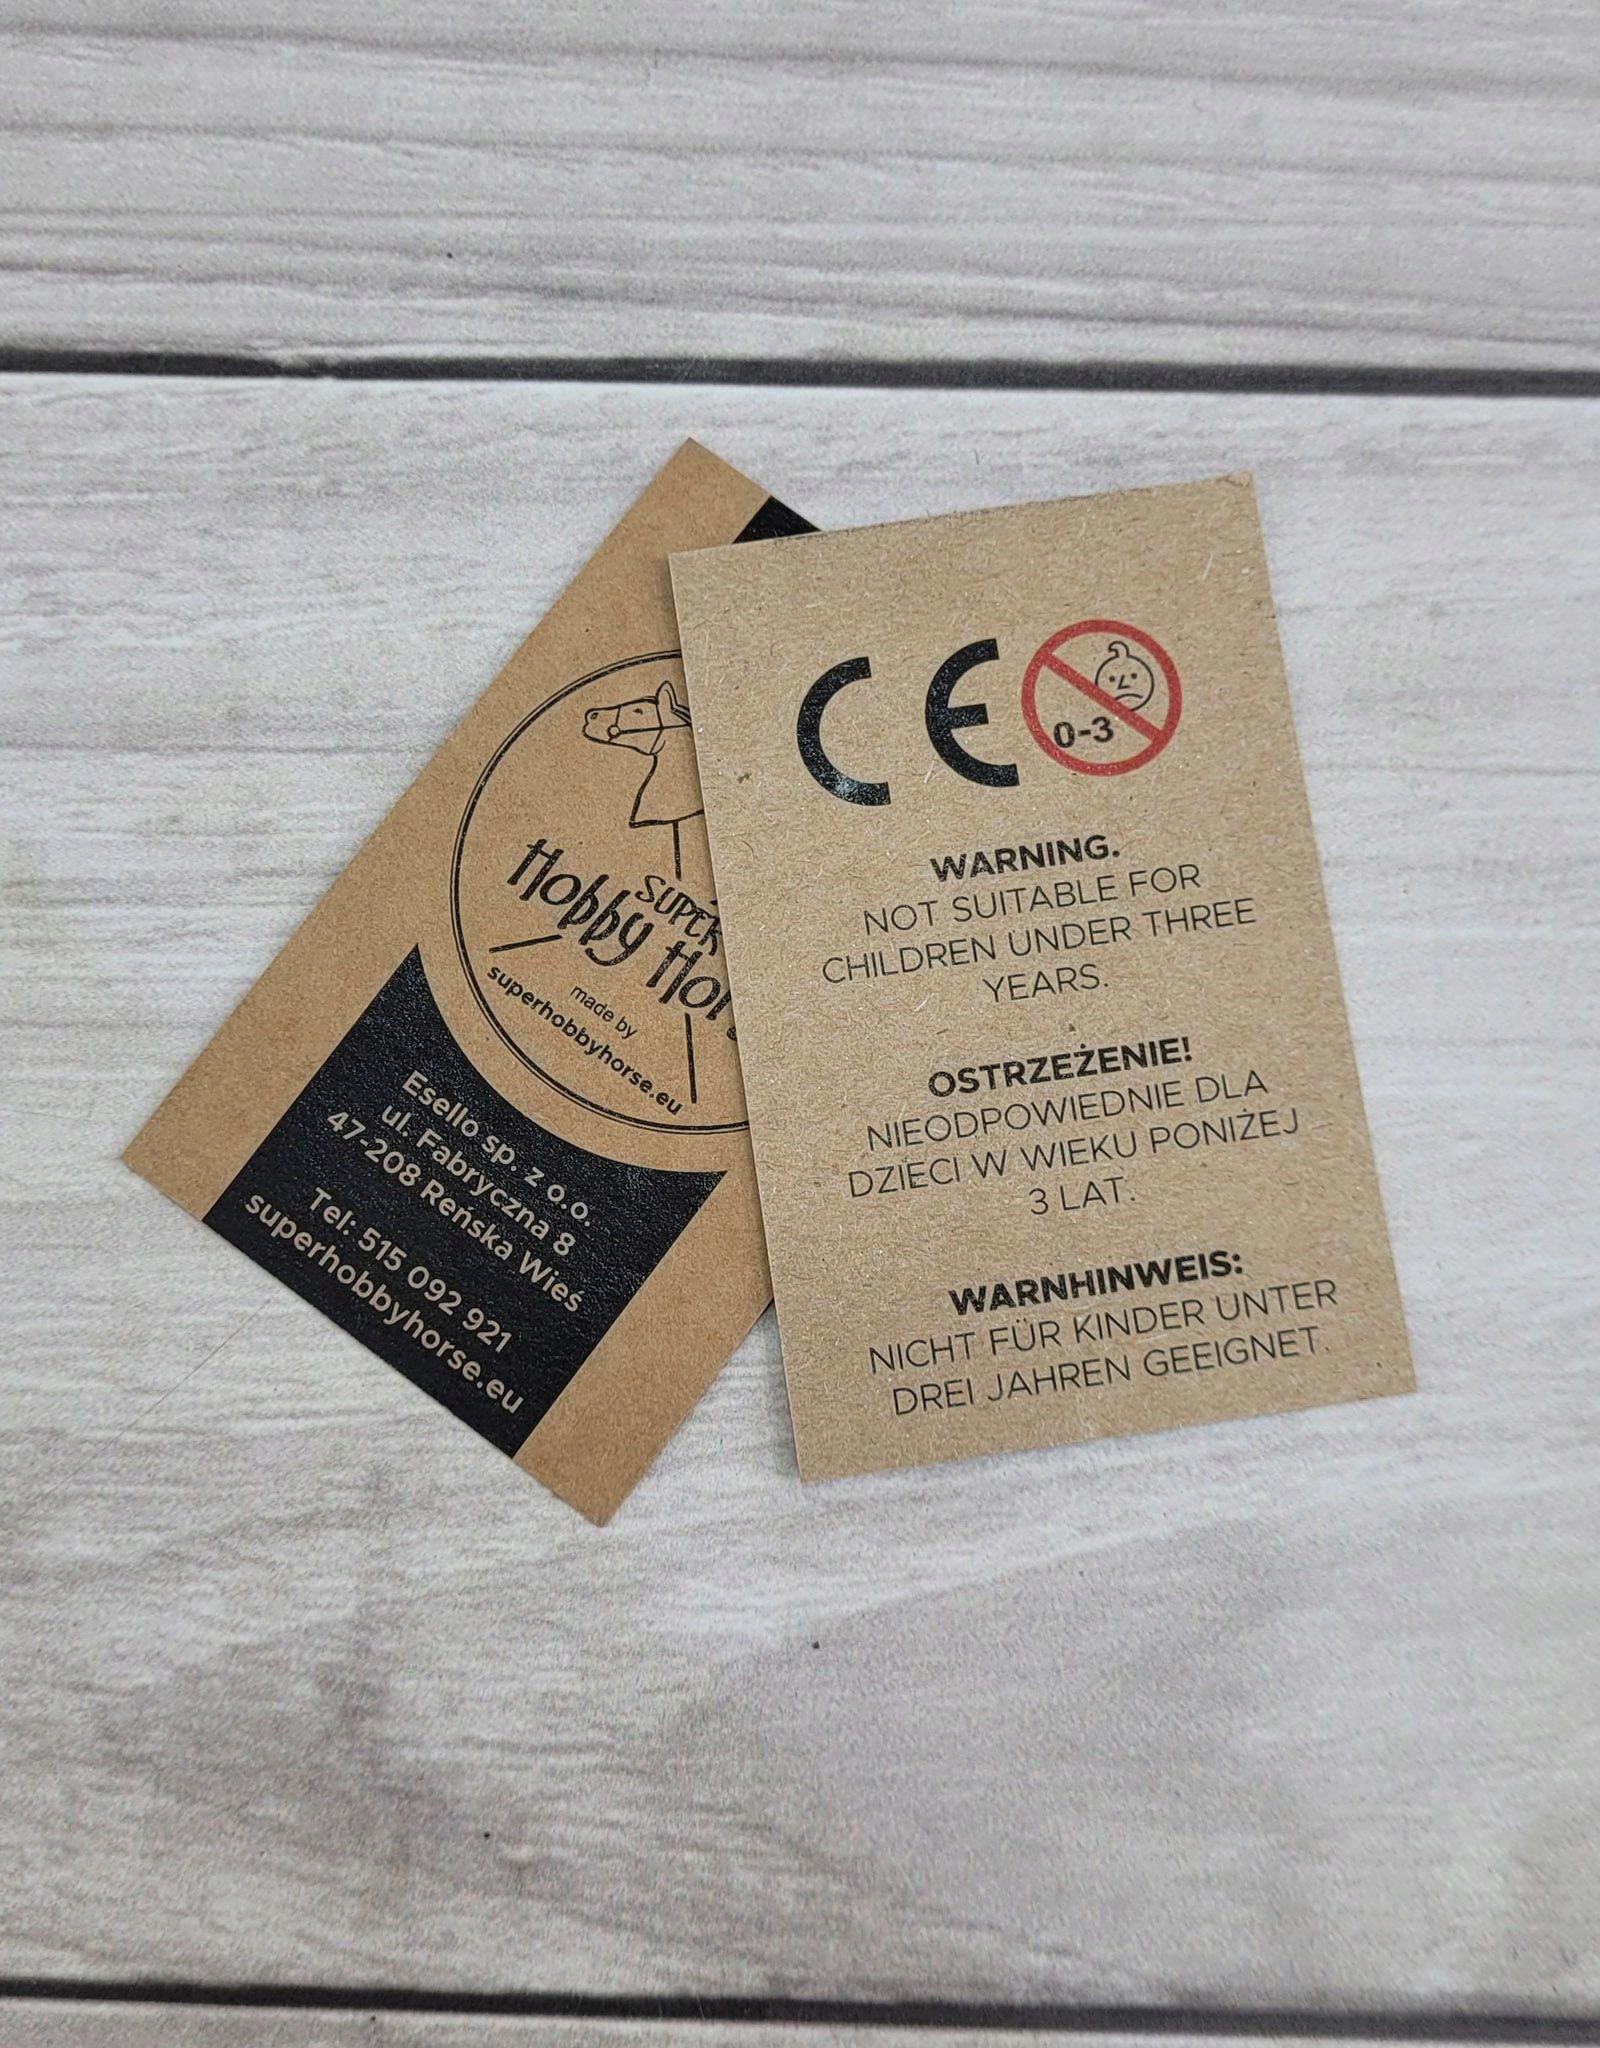 SUPER
Hobby
made by
superhobbyhorse.eu
Esello sp. z o.o.
ul. Fabryczna 8
47-208 Reńska Wieś
Tel: 515 092 921
superhobbyhorse.eu
CE
0-3
WARNING.
NOT SUITABLE FOR
CHILDREN UNDER THREE
YEARS.
OSTRZEŻENIE!
NIEODPOWIEDNIE DLA
DZIECI W WIEKU PONIŻEJ
3 LAT.
WARNHINWEIS:
NICHT FÜR KINDER UNTER
DREI JAHREN GEEIGNET.